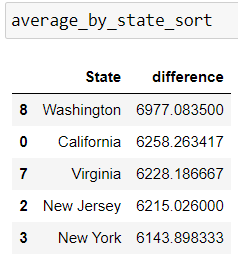 average_by_state_sort
State difference
8 Washington 6977.083500
0 California 6258.263417
7 Virginia 6228.186667
2 New Jersey 6215.026000
3 New York 6143.898333